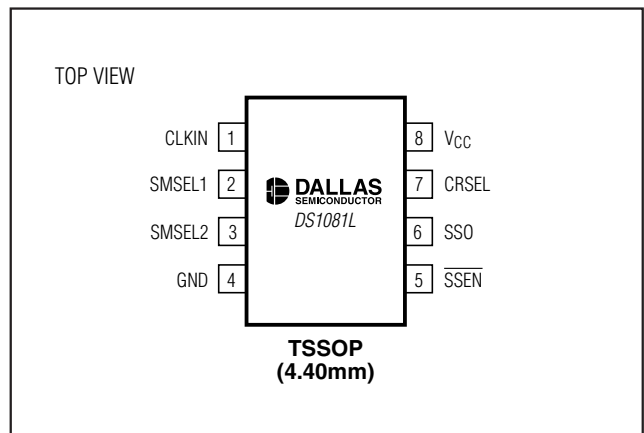 TOP VIEW
CLKIN 1
SMSEL1 2
SMSEL2 3
GND 4
DALLAS
SEMICONDUCTOR
DS1081L
8 VCC
7 CRSEL
6 SSO
5 S̅S̅E̅N̅
TSSOP
(4.40mm)